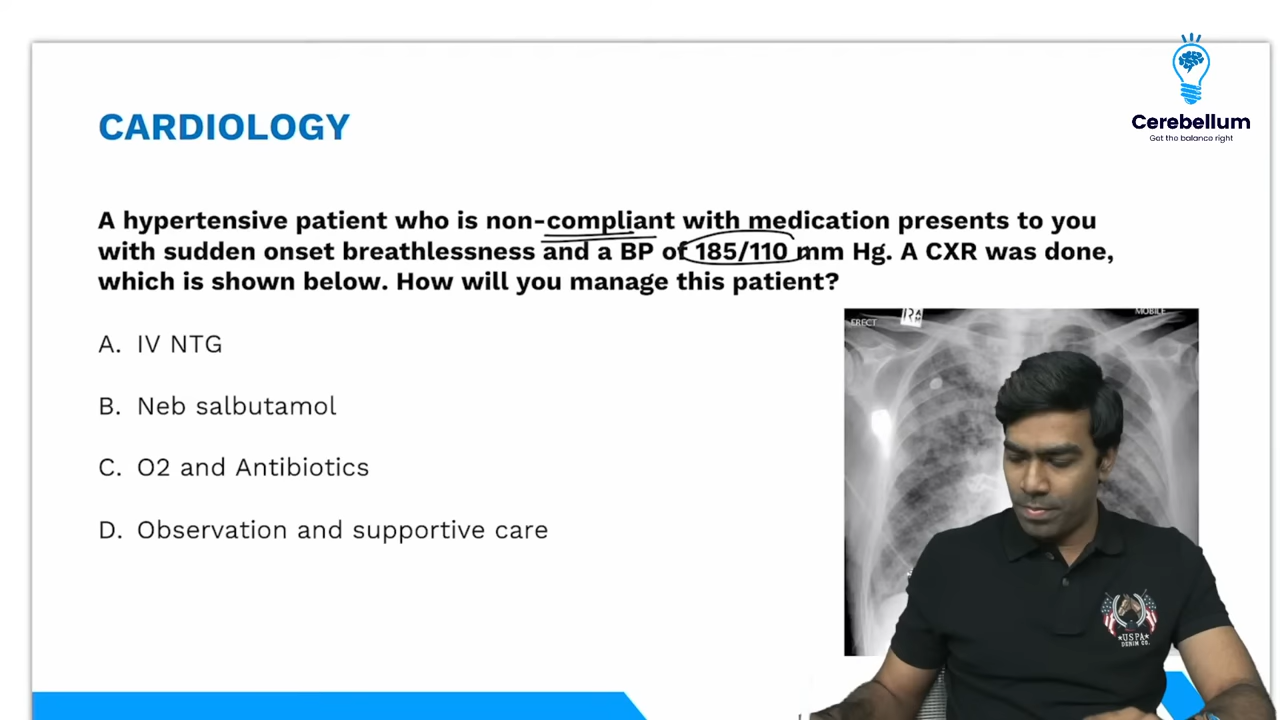 Cerebellum
Get the balance right
CARDIOLOGY
A hypertensive patient who is non-compliant with medication presents to you
with sudden onset breathlessness and a BP of 185/110 mm Hg. A CXR was done,
which is shown below. How will you manage this patient?
A. IV NTG
B. Neb salbutamol
C. O2 and Antibiotics
D. Observation and supportive care
ERECT
MOBILE
USPA
DENIM CO.